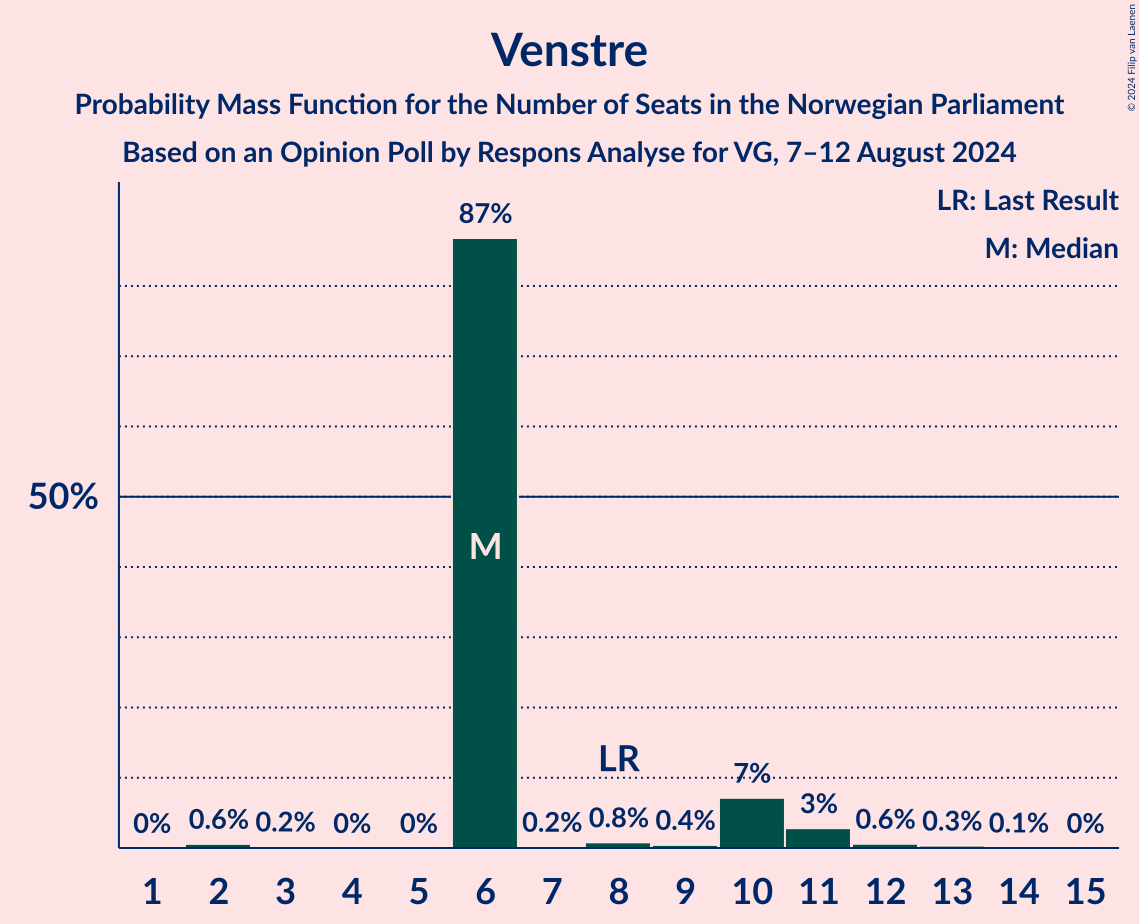 Venstre
Probability Mass Function for the Number of Seats in the Norwegian Parliament
Based on an Opinion Poll by Respons Analyse for VG, 7–12 August 2024
© 2024 Filip van Laenen
LR: Last Result
M: Median
87%
50%
M
LR
0% 0.6% 0.2% 0% 0% 0.2% 0.8% 0.4% 7% 3% 0.6% 0.3% 0.1% 0%
1 2 3 4 5 6 7 8 9 10 11 12 13 14 15